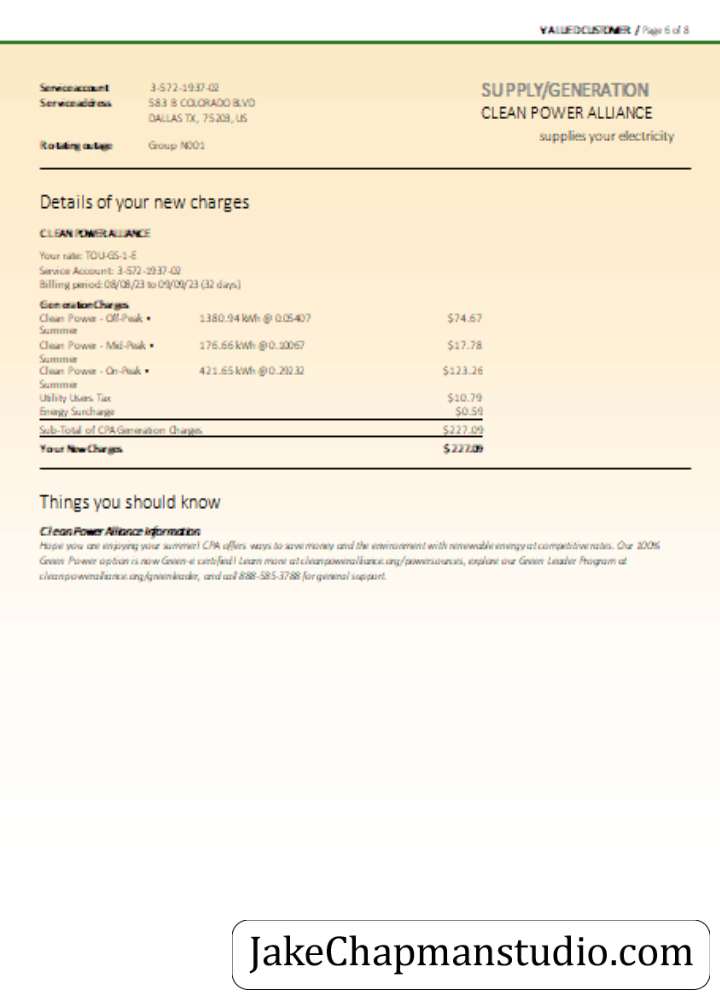 VALUED CUSTOMER / Page 6 of 8
Service account 3-572-1937-02
Service address 583 B COLORADO BLVD
DALLAS TX, 75203, US
Rotating outage Group N001
SUPPLY/GENERATION
CLEAN POWER ALLIANCE
supplies your electricity
Details of your new charges
CLEAN POWER ALLIANCE
Your rate: TOU-GS-1-E
Service Account: 3-572-1937-02
Billing period: 08/08/23 to 09/09/23 (32 days)
Generation Charges
Clean Power - Off-Peak • 1380.94 kWh @ 0.05407 $74.67
Summer
Clean Power - Mid-Peak • 176.66 kWh @ 0.10067 $17.78
Summer
Clean Power - On-Peak • 421.65 kWh @ 0.29232 $123.26
Summer
Utility Users Tax $10.79
Energy Surcharge $0.59
Sub-Total of CPA Generation Charges $227.09
Your New Charges $227.09
Things you should know
Clean Power Alliance Information
Hope you are enjoying your summer! CPA offers ways to save money and the environment with renewable energy at competitive rates. Our 100%
Green Power option is now Green-e certified! Learn more at cleanpoweralliance.org/powersources, explore our Green Leader Program at
cleanpoweralliance.org/greenleader, and call 888-585-3788 for general support.
JakeChapmanstudio.com